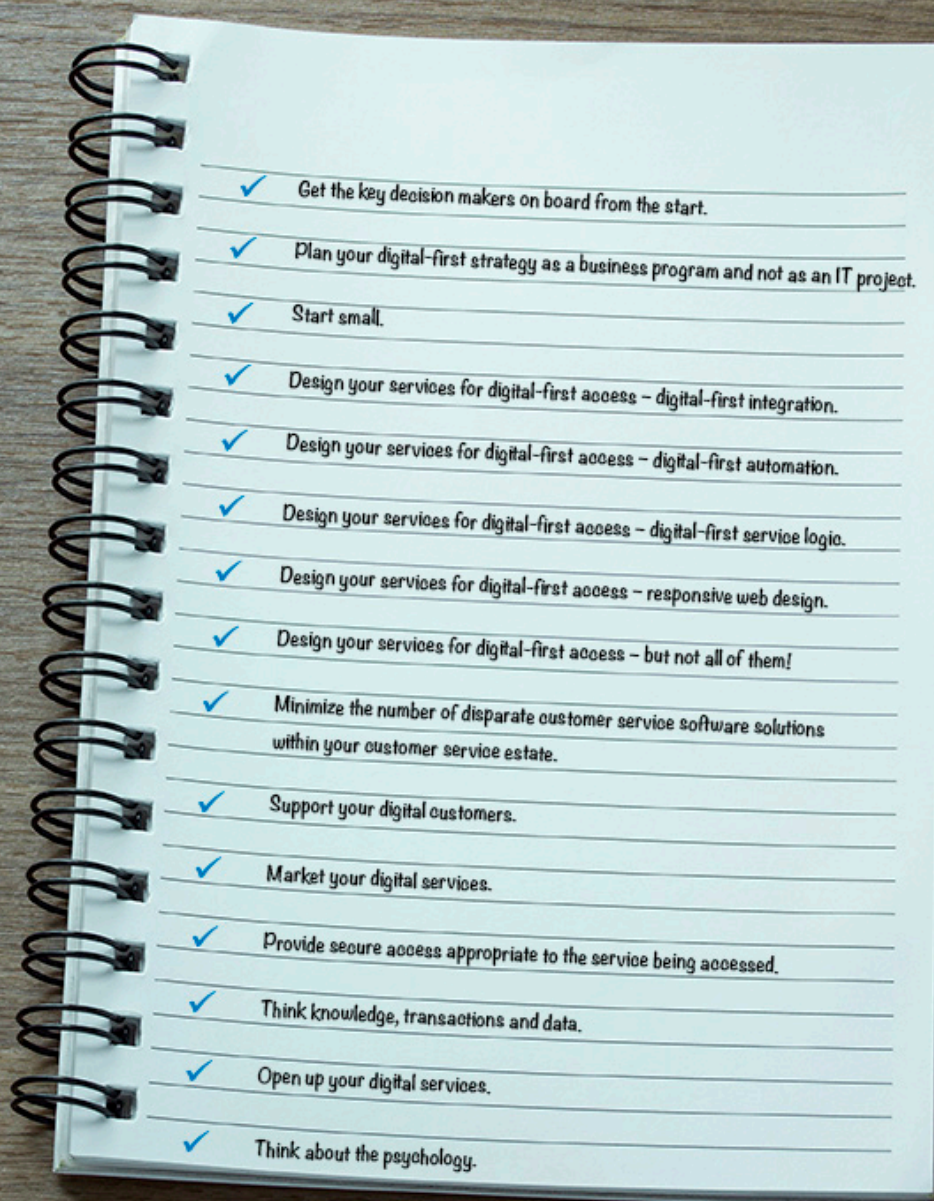 ✓ Get the key decision makers on board from the start.
✓ Plan your digital-first strategy as a business program and not as an IT project.
✓ Start small.
✓ Design your services for digital-first access – digital-first integration.
✓ Design your services for digital-first access – digital-first automation.
✓ Design your services for digital-first access – digital-first service logic.
✓ Design your services for digital-first access – responsive web design.
✓ Design your services for digital-first access – but not all of them!
✓ Minimize the number of disparate customer service software solutions
within your customer service estate.
✓ Support your digital customers.
✓ Market your digital services.
✓ Provide secure access appropriate to the service being accessed.
✓ Think knowledge, transactions and data.
✓ Open up your digital services.
✓ Think about the psychology.